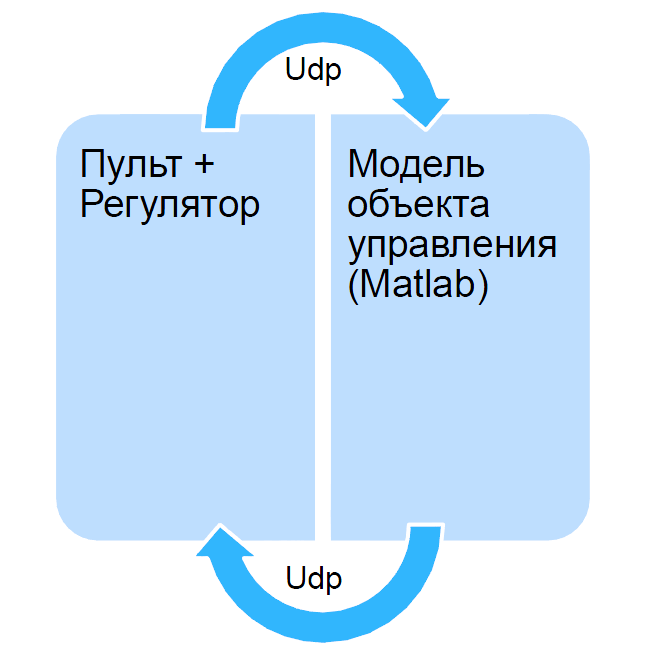 Udp
Пульт +
Регулятор
Модель
объекта
управления
(Matlab)
Udp